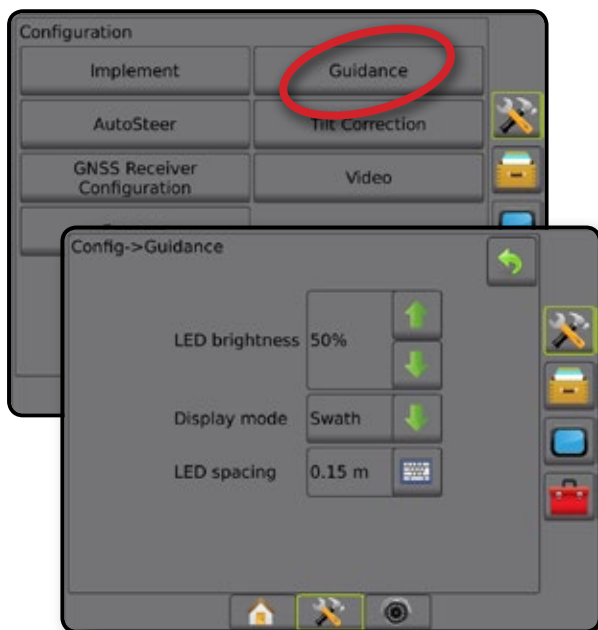 Configuration
Implement
Guidance
AutoSteer
Tilt Correction
GNSS Receiver
Configuration
Video
Config->Guidance
LED brightness 50%
Display mode Swath
LED spacing 0.15 m